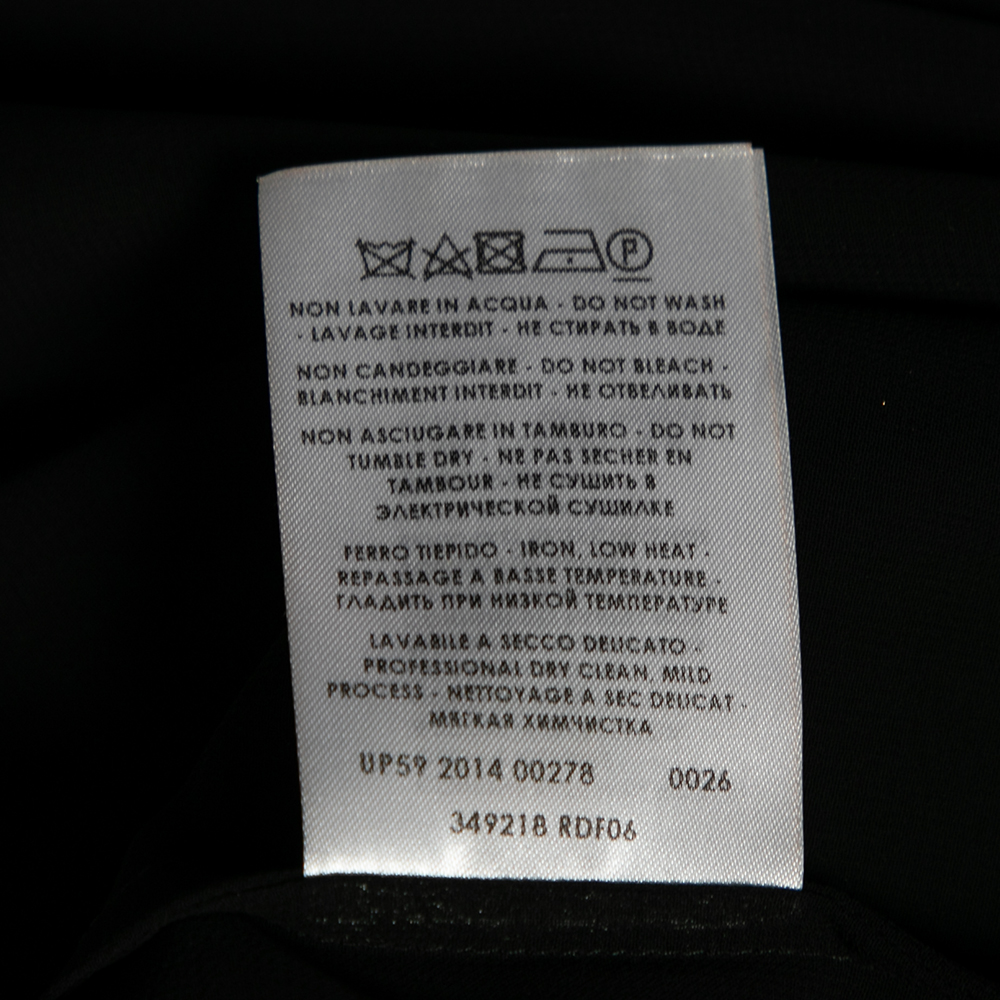 P
NON LAVARE IN ACQUA - DO NOT WASH
- LAVAGE INTERDIT - НЕ СТИРАТЬ В ВОДЕ
NON CANDEGGIARE - DO NOT BLEACH -
BLANCHIMENT INTERDIT - НЕ ОТБЕЛИВАТЬ
NON ASCIUGARE IN TAMBURO - DO NOT
TUMBLE DRY - NE PAS SECHER EN
TAMBOUR - НЕ СУШИТЬ В
ЭЛЕКТРИЧЕСКОЙ СУШИЛКЕ
FERRO TIEPIDO - IRON, LOW HEAT -
REPASSAGE A BASSE TEMPERATURE -
ГЛАДИТЬ ПРИ НИЗКОЙ ТЕМПЕРАТУРЕ
LAVABILE A SECCO DELICATO -
PROFESSIONAL DRY CLEAN, MILD
PROCESS - NETTOYAGE A SEC DELICAT -
МЯГКАЯ ХИМЧИСТКА
UP59 2014 00278 0026
349218 RDF06